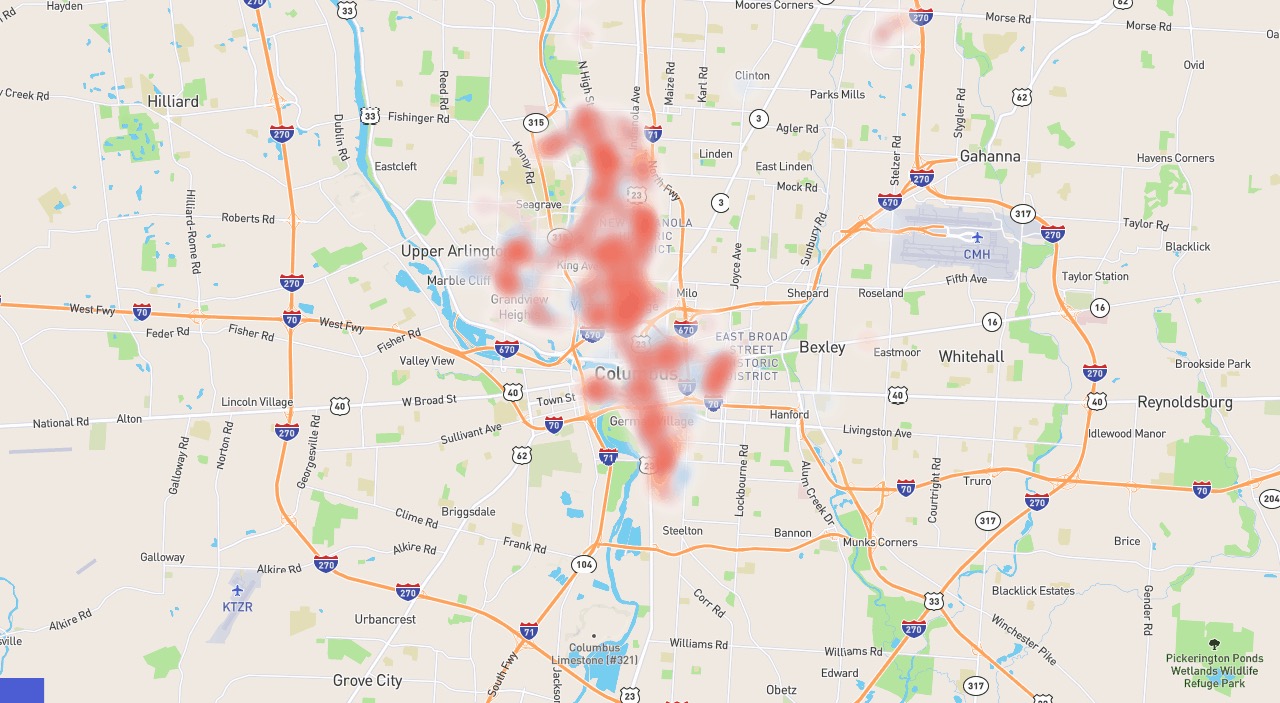 Hayden
270
33
Moores Corners
62
Morse Rd
270
Morse Rd
Ovid
y Creek Rd
Hilliard
33
Reed Rd
Fishinger Rd
270
Dublin Rd
Eastcleft
315
Kenny Rd
N High St
Indianola Ave
Maize Rd
Karl Rd
71
Clinton
Parks Mills
3
Agler Rd
Linden
East Linden
Mock Rd
Stygler Rd
62
Stelzer Rd
Gahanna
Havens Corners
270
670
317
270
Taylor Rd
Blacklick
CMH
Taylor Station
Fifth Ave
North Fwy
23
3
Sunbury Rd
Joyce Ave
Seagrave
Hilliard-Rome Rd
Roberts Rd
Upper Arlingto
King Av
Marble Cliff
Grandview
Heigh
Milo
Shepard
Roseland
270
West Fwy
70
Feder Rd
70
Fisher Rd
West Fwy
Fisher Rd
Valley View
670
670
670
16
16
EAST BROAD
STREET
DISTRICT
Bexley
Eastmoor
Whitehall
Brookside Park
270
40
Reynoldsburg
40
Columbus
71
70
Town St
40
W Broad St
Lincoln Village
40
National Rd
Alton
270
Georgesville Rd
Norton Rd
Galloway Rd
Sullivant Ave
70
62
71
German Village
23
Hanford
Livingston Ave
Idlewood Manor
Lockbourne Rd
Alum Creek Dr
70
Courtright Rd
Truro
270
70
204
317
Brice
Briggsdale
Clime Rd
Alkire Rd
Frank Rd
Steelton
Bannon
Munks Corners
104
Galloway
Alkire Rd
270
270
KTZR
Alkire Rd
sville
Urbancrest
71
Columbus
Limestone (#321)
Corr Rd
Williams Rd
Williams Rd
Edward
Obetz
33
270
Blacklick Estates
Winchester Pike
Gender Rd
Pickerington Ponds
Wetlands Wildlife
Refuge Park
317
33
Grove City
South Fwy
Jackson
23